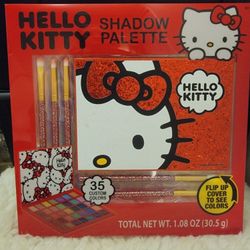 HELLO
KITTY
SHADOW
PALETTE
HELLO
KITTY
35
CUSTOM
COLORS
FLIP UP
COVER TO SEE
COLORS
TOTAL NET WT. 1.08 OZ (30.5 g)